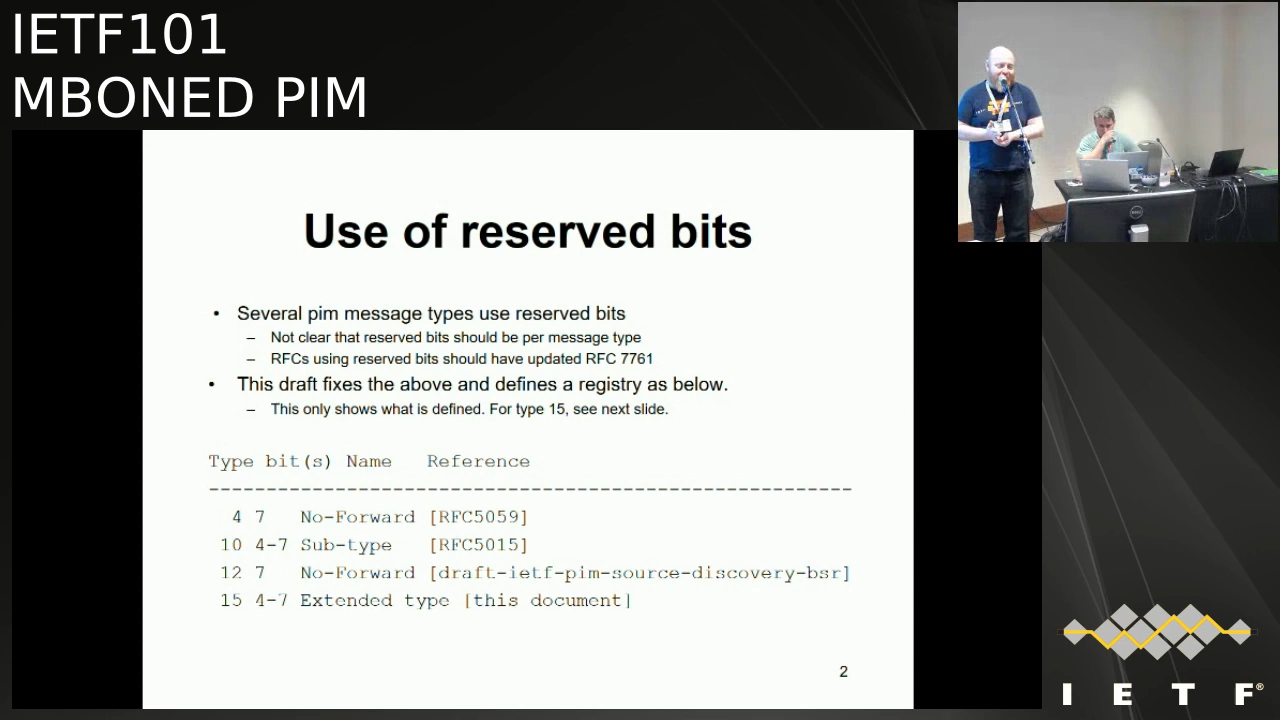 IETF101
MBONED PIM
Use of reserved bits
• Several pim message types use reserved bits
– Not clear that reserved bits should be per message type
– RFCs using reserved bits should have updated RFC 7761
• This draft fixes the above and defines a registry as below.
– This only shows what is defined. For type 15, see next slide.
Type bit(s) Name Reference
--------------------------------------------------------
4 7 No-Forward [RFC5059]
10 4-7 Sub-type [RFC5015]
12 7 No-Forward [draft-ietf-pim-source-discovery-bsr]
15 4-7 Extended type [this document]
2
I E T F®